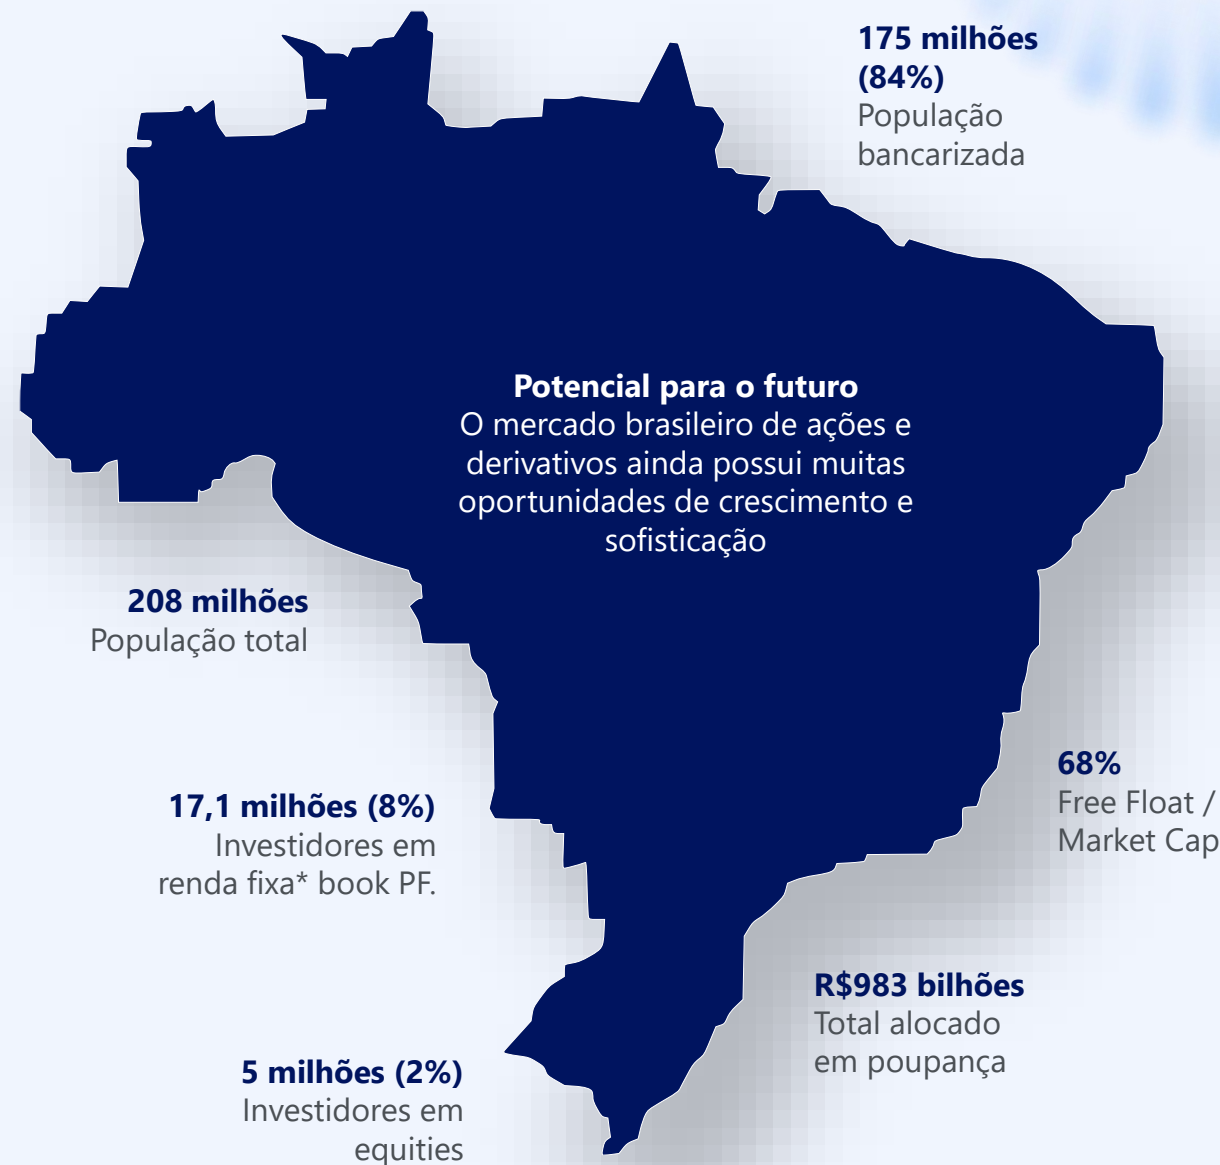 175 milhões
(84%)
População
bancarizada
Potencial para o futuro
O mercado brasileiro de ações e
derivativos ainda possui muitas
oportunidades de crescimento e
sofisticação
208 milhões
População total
68%
Free Float /
Market Cap
17,1 milhões (8%)
Investidores em
renda fixa* book PF.
R$983 bilhões
Total alocado
em poupança
5 milhões (2%)
Investidores em
equities